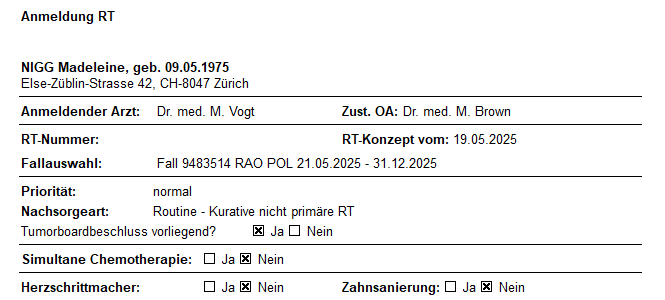 Anmeldung RT
NIGG Madeleine, geb. 09.05.1975
Else-Züblin-Strasse 42, CH-8047 Zürich
Anmeldender Arzt: Dr. med. M. Vogt Zust. OA: Dr. med. M. Brown
RT-Nummer: RT-Konzept vom: 19.05.2025
Fallauswahl: Fall 9483514 RAO POL 21.05.2025 - 31.12.2025
Priorität: normal
Nachsorgeart: Routine - Kurative nicht primäre RT
Tumorboardbeschluss vorliegend? ☒ Ja ☐ Nein
Simultane Chemotherapie: ☐ Ja ☒ Nein
Herzschrittmacher: ☐ Ja ☒ Nein Zahnsanierung: ☐ Ja ☒ Nein